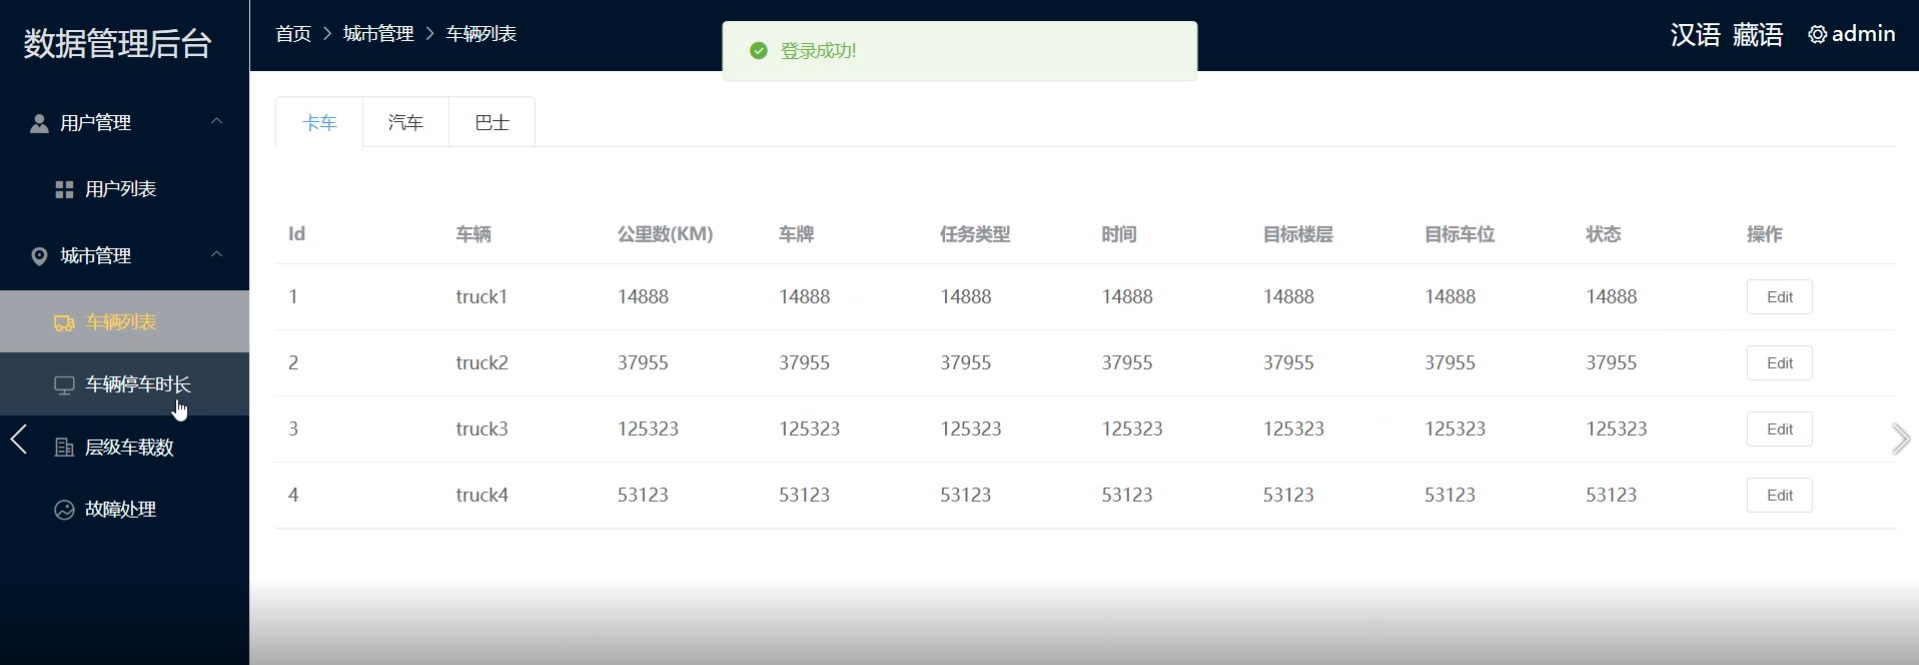 数据管理后台
首页 > 城市管理 > 车辆列表
登录成功!
汉语 藏语 admin
用户管理
用户列表
城市管理
车辆列表
车辆停车时长
层级车载数
故障处理
卡车 汽车 巴士
Id 车辆 公里数(KM) 车牌 任务类型 时间 目标楼层 目标车位 状态 操作
1 truck1 14888 14888 14888 14888 14888 14888 14888 Edit
2 truck2 37955 37955 37955 37955 37955 37955 37955 Edit
3 truck3 125323 125323 125323 125323 125323 125323 125323 Edit
4 truck4 53123 53123 53123 53123 53123 53123 53123 Edit